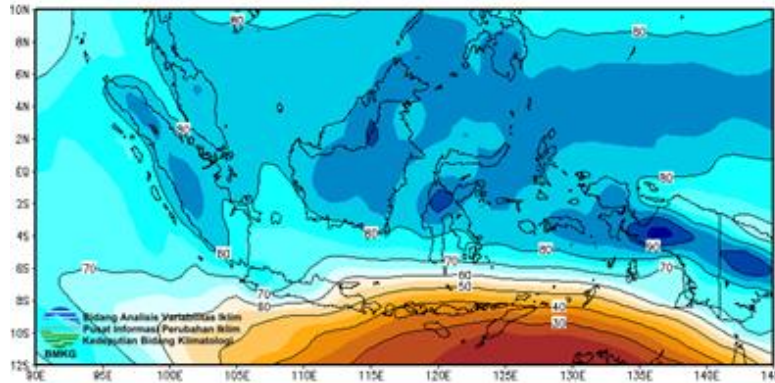 10N
80
80
8N
6N
4N
80
2N
EQ
80
2S
4S
60
80
90
80
70
6S
70
60
70
50
8S
70
60
40
Bidang Analisis Variabilitas Iklim
Pusat Informasi Perubahan Iklim
Kedeputian Bidang Klimatologi
BMKG
10S
30
12S
90E
95E
100E
105E
110E
115E
120E
125E
130E
135E
140E
14